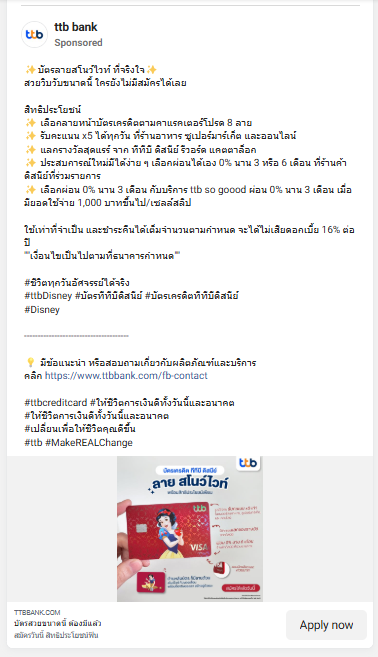 ttb
ttb bank
Sponsored
✨บัตรลายสโนว์ไวท์ ที่จริงใจ✨
สวยวิบวับขนาดนี้ ใครยังไม่มีสมัครได้เลย
สิทธิประโยชน์
✨ เลือกลายหน้าบัตรเครดิตตามคาแรคเตอร์โปรด 8 ลาย
✨ รับคะแนน x5 ได้ทุกวัน ที่ร้านอาหาร ซูเปอร์มาร์เก็ต และออนไลน์
✨ แลกรางวัลสุดแรร์ จาก ทีทีบี ดิสนีย์ รีวอร์ด แคตตาล็อก
✨ ประสบการณ์ใหม่มีได้ง่าย ๆ เลือกผ่อนได้เอง 0% นาน 3 หรือ 6 เดือน ที่ร้านค้า
ดิสนีย์ที่ร่วมรายการ
✨ เลือกผ่อน 0% นาน 3 เดือน กับบริการ ttb so goood ผ่อน 0% นาน 3 เดือน เมื่อ
มียอดใช้จ่าย 1,000 บาทขึ้นไป/เซลล์สลิป
ใช้เท่าที่จำเป็น และชำระคืนได้เต็มจำนวนตามกำหนด จะได้ไม่เสียดอกเบี้ย 16% ต่อ
ปี
""เงื่อนไขเป็นไปตามที่ธนาคารกำหนด""
#ชีวิตทุกวันอัศจรรย์ได้จริง
#ttbDisney #บัตรทีทีบีดิสนีย์ #บัตรเครดิตทีทีบีดิสนีย์
#Disney
--------------------------------
💡 มีข้อแนะนำ หรือสอบถามเกี่ยวกับผลิตภัณฑ์และบริการ
คลิก https://www.ttbbank.com/fb-contact
#ttbcreditcard #ให้ชีวิตการเงินดีทั้งวันนี้และอนาคต
#ให้ชีวิตการเงินดีทั้งวันนี้และอนาคต
#เปลี่ยนเพื่อให้ชีวิตคุณดีขึ้น
#ttb #MakeREALChange
ttb
บัตรเครดิต ทีทีบี ดิสนีย์
ลาย สโนว์ไวท์
ttb
VISA
TTBBANK.COM
บัตรสวยขนาดนี้ ต้องมีแล้ว
สมัครวันนี้ สิทธิประโยชน์ฟิน
Apply now